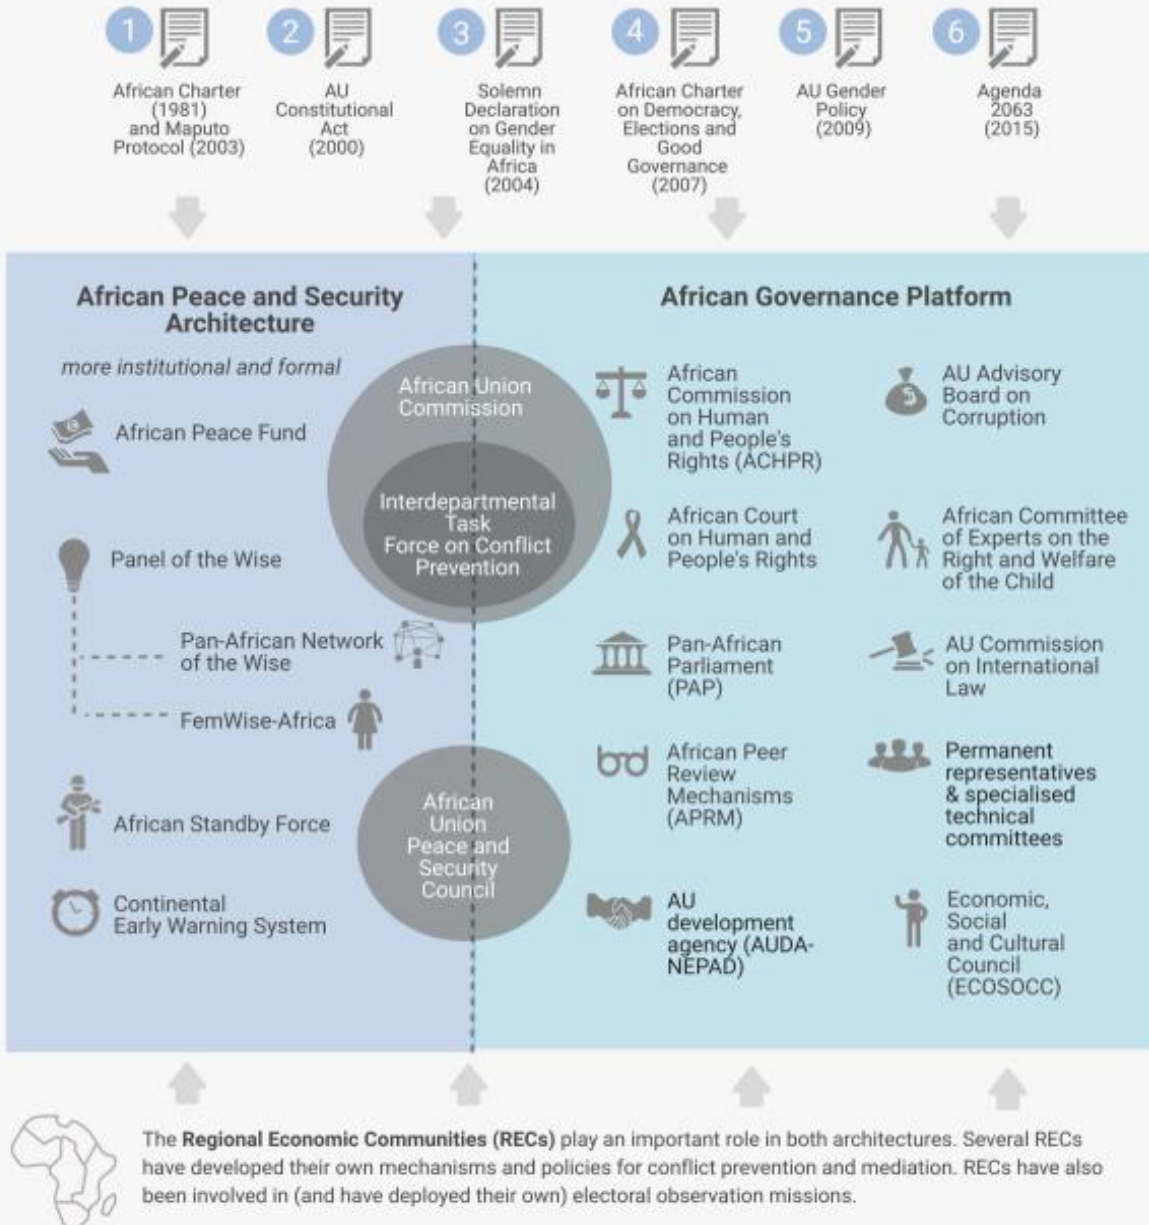 1
African Charter
(1981)
and Maputo
Protocol (2003)
2
AU
Constitutional
Act
(2000)
3
Solemn
Declaration
on Gender
Equality in
Africa
(2004)
4
African Charter
on Democracy,
Elections and
Good
Governance
(2007)
5
AU Gender
Policy
(2009)
6
Agenda
2063
(2015)
African Peace and Security
Architecture
more institutional and formal
African Peace Fund
Panel of the Wise
Pan-African Network
of the Wise
FemWise-Africa
African Standby Force
Continental
Early Warning System
African Union
Commission
Interdepartmental
Task
Force on Conflict
Prevention
African
Union
Peace and
Security
Council
African Governance Platform
African
Commission
on Human
and People's
Rights (ACHPR)
African Court
on Human and
People's Rights
Pan-African
Parliament
(PAP)
African Peer
Review
Mechanisms
(APRM)
AU
development
agency (AUDA-
NEPAD)
AU Advisory
Board on
Corruption
African Committee
of Experts on the
Right and Welfare
of the Child
AU Commission
on International
Law
Permanent
representatives
& specialised
technical
committees
Economic,
Social
and Cultural
Council
(ECOSOCC)
The Regional Economic Communities (RECs) play an important role in both architectures. Several RECs
have developed their own mechanisms and policies for conflict prevention and mediation. RECs have also
been involved in (and have deployed their own) electoral observation missions.